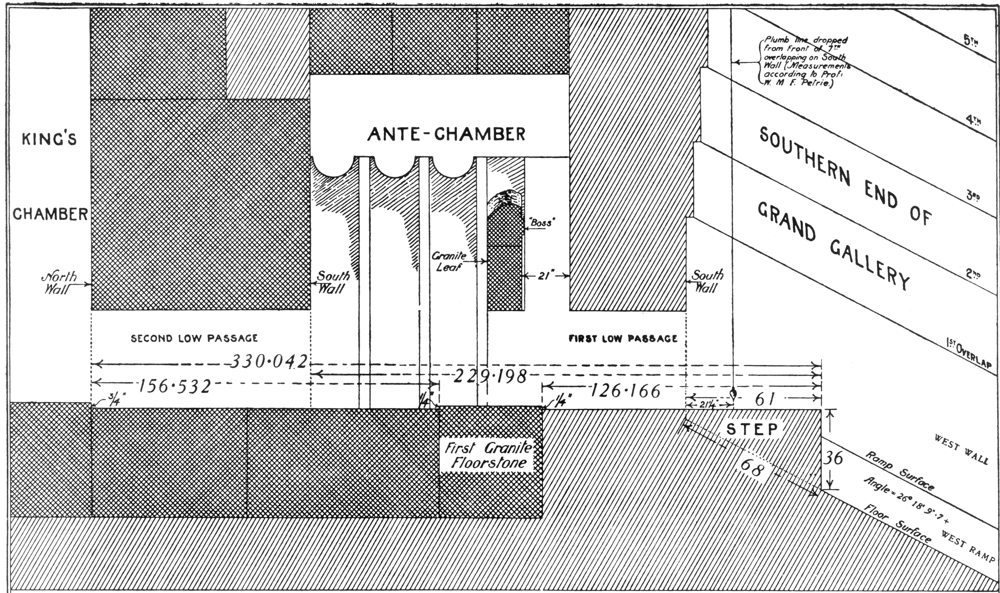 Plumb line dropped
from Front of 7TH
overlapping on South
Wall (Measurements
according to Prof:
W. M F. Petrie.)
5TH
4TH
3RD
2ND
1ST OVERLAP
KING'S
CHAMBER
ANTE-CHAMBER
SOUTHERN END OF
GRAND GALLERY
"Boss"
Granite
Leaf
21"
North
Wall
South
Wall
South
Wall
SECOND LOW PASSAGE
FIRST LOW PASSAGE
330·042
229·198
156·532
126·166
3/4"
1/4"
1/4"
21 1/4"
61
STEP
First Granite
Floorstone
68
36
WEST WALL
Ramp Surface
Angle = 26° 18' 9"·7 +
Floor Surface
WEST RAMP